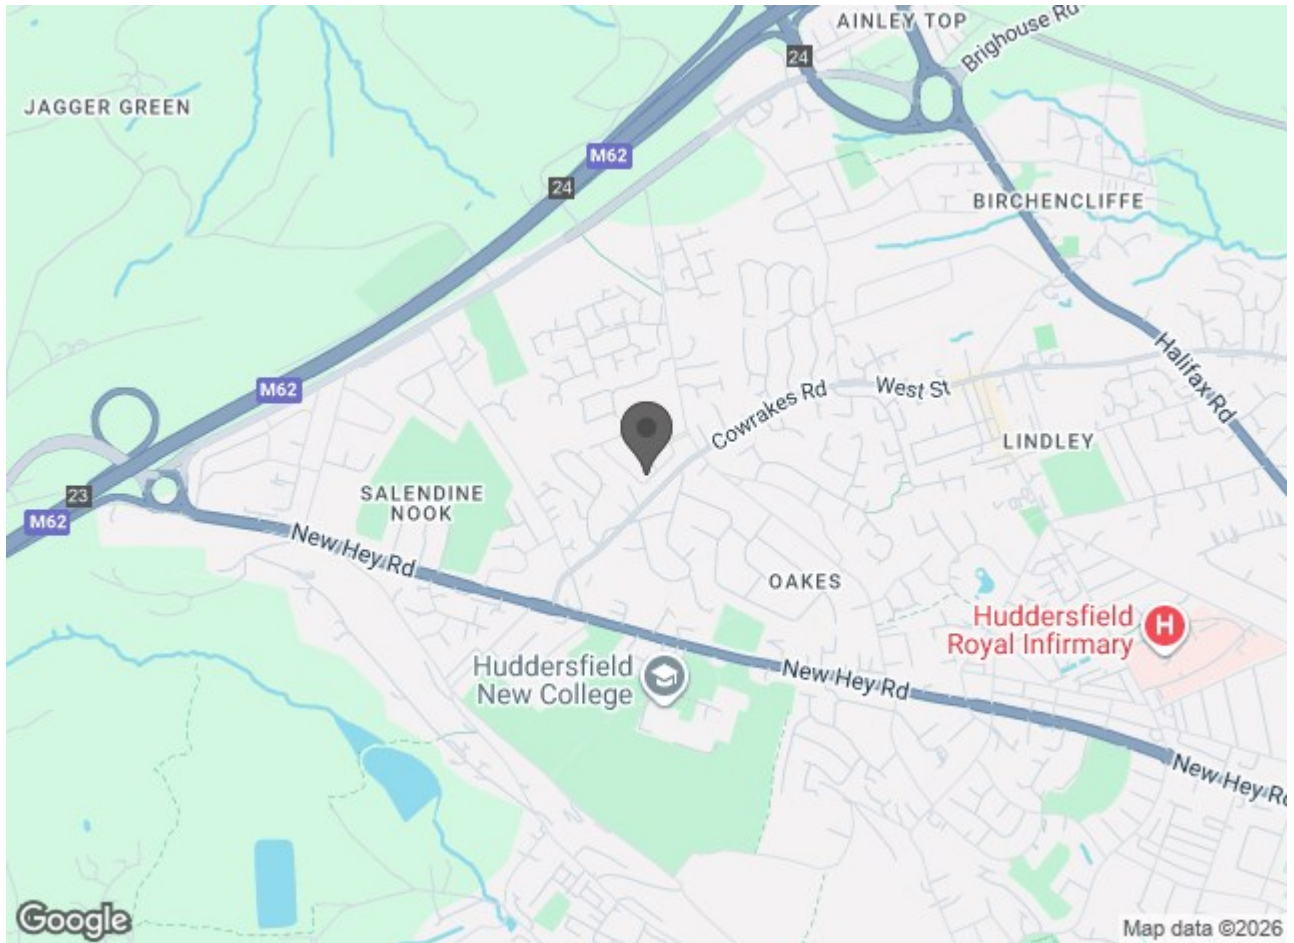 AINLEY TOP
Brighouse Rd
24
JAGGER GREEN
M62
24
BIRCHENCLIFFE
Halifax Rd
M62
Cowrakes Rd
West St
LINDLEY
SALENDINE
NOOK
23
M62
New Hey Rd
OAKES
Huddersfield
Royal Infirmary
H
Huddersfield
New College
New Hey Rd
New Hey Rd
Google
Map data ©2026